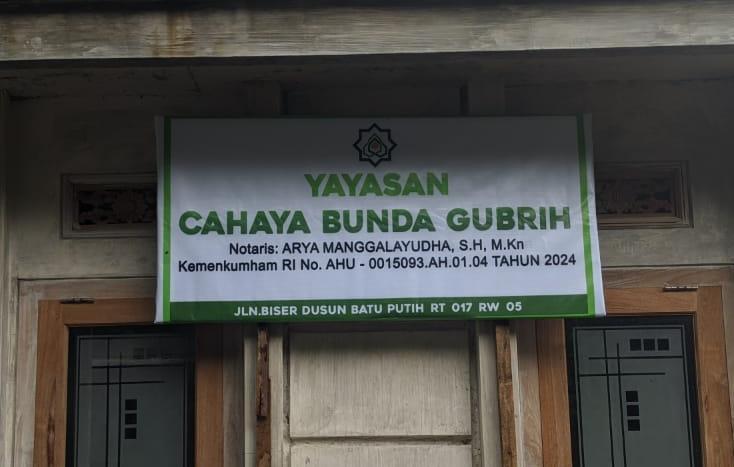 YAYASAN
CAHAYA BUNDA GUBRIH
Notaris: ARYA MANGGALAYUDHA, S.H, M.Kn
Kemenkumham RI No. AHU - 0015093.AH.01.04 TAHUN 2024
JLN.BISER DUSUN BATU PUTIH RT 017 RW 05